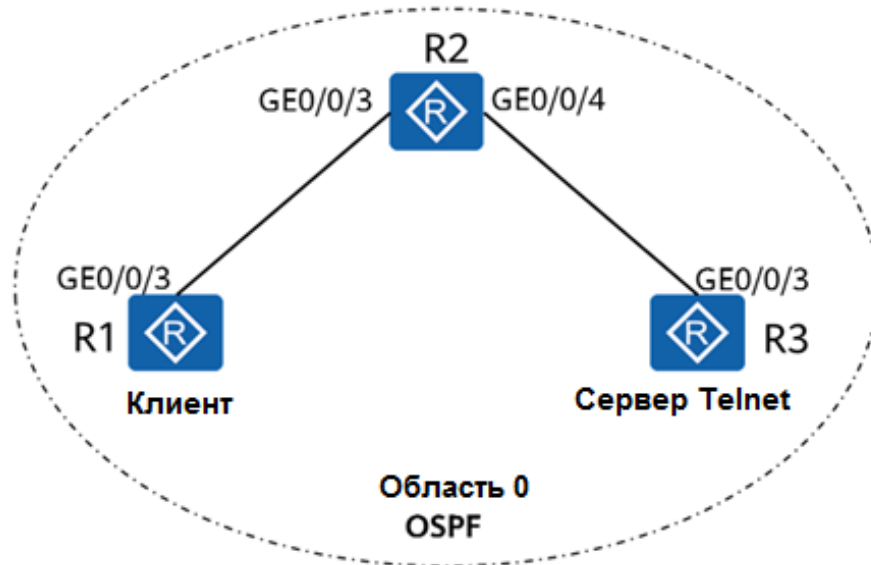 R2
GE0/0/3 GE0/0/4
GE0/0/3 GE0/0/3
R1 R3
Клиент Сервер Telnet
Область 0
OSPF